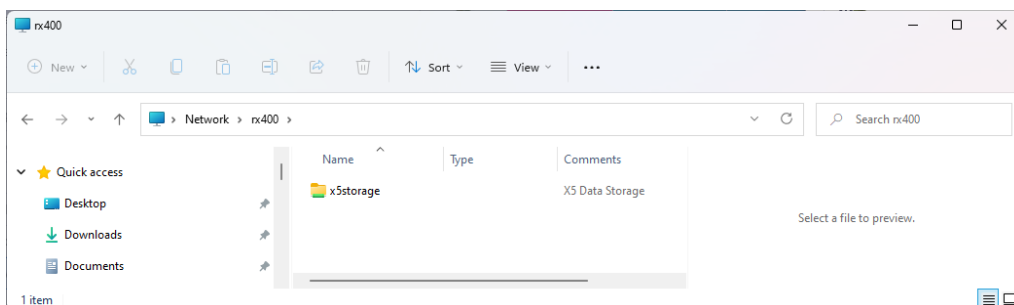 rx400
New
Sort
View
Network > rx400 >
Search rx400
Quick access
Desktop
Downloads
Documents
Name Type Comments
x5storage X5 Data Storage
Select a file to preview.
1 item